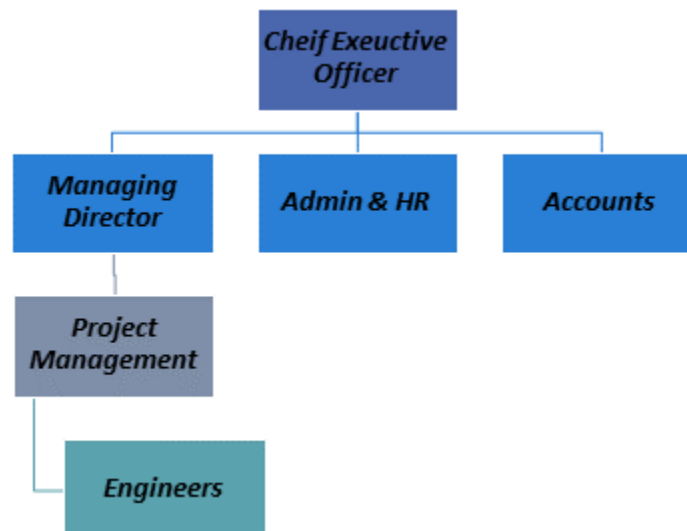 Cheif Exeuctive
Officer
Managing
Director
Admin & HR
Accounts
Project
Management
Engineers